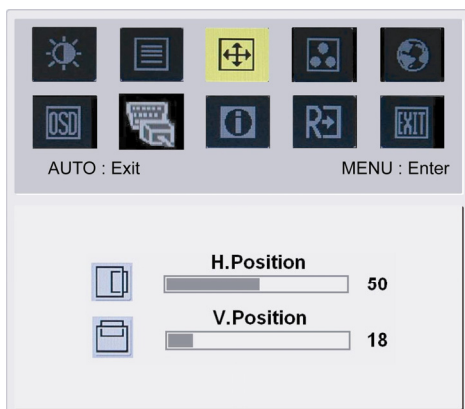 OSD
i
R
EXIT
AUTO : Exit
MENU : Enter
H.Position
50
V.Position
18